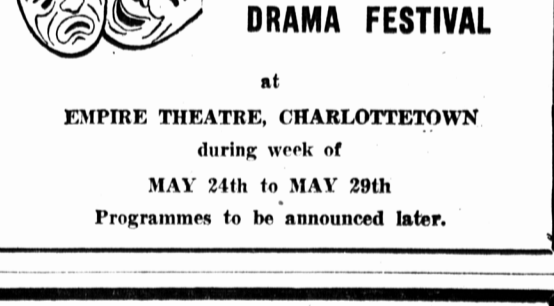 DRAMA FESTIVAL
at
EMPIRE THEATRE, CHARLOTTETOWN
during week of
MAY 24th to MAY 29th
Programmes to be announced later.